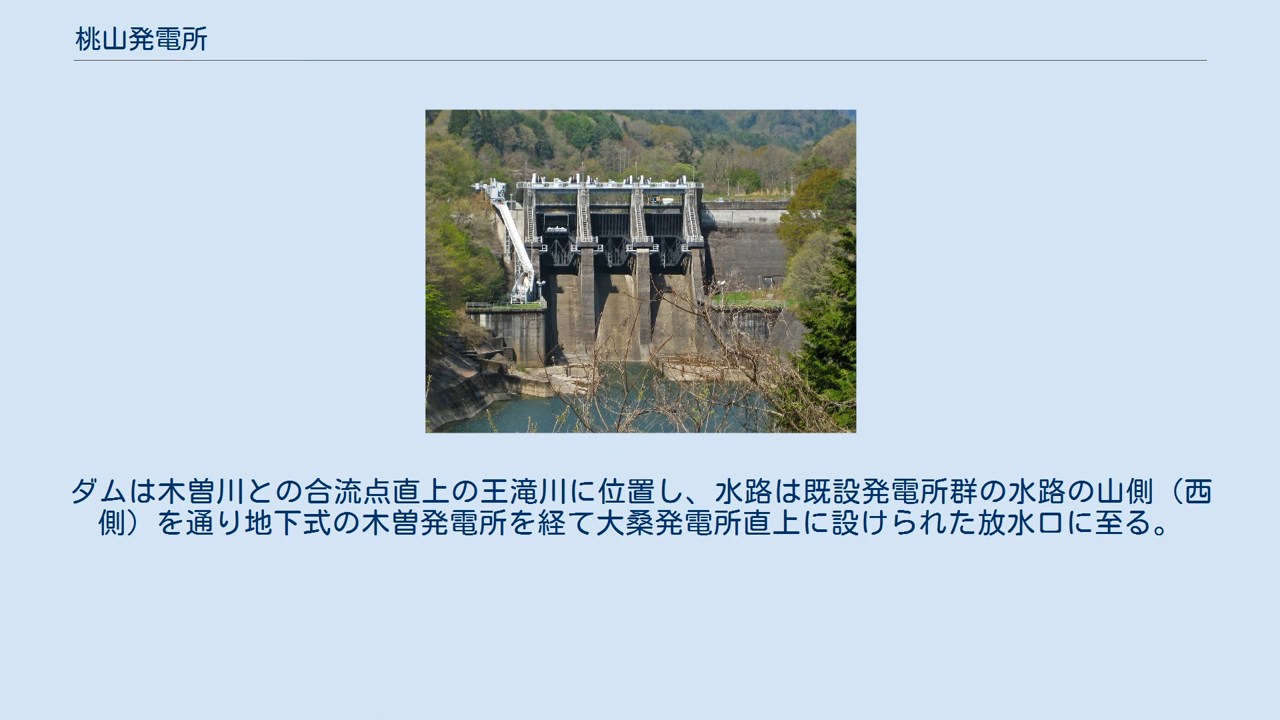 桃山発電所
ダムは木曽川との合流点直上の王滝川に位置し、水路は既設発電所群の水路の山側（西
側）を通り地下式の木曽発電所を経て大桑発電所直上に設けられた放水口に至る。